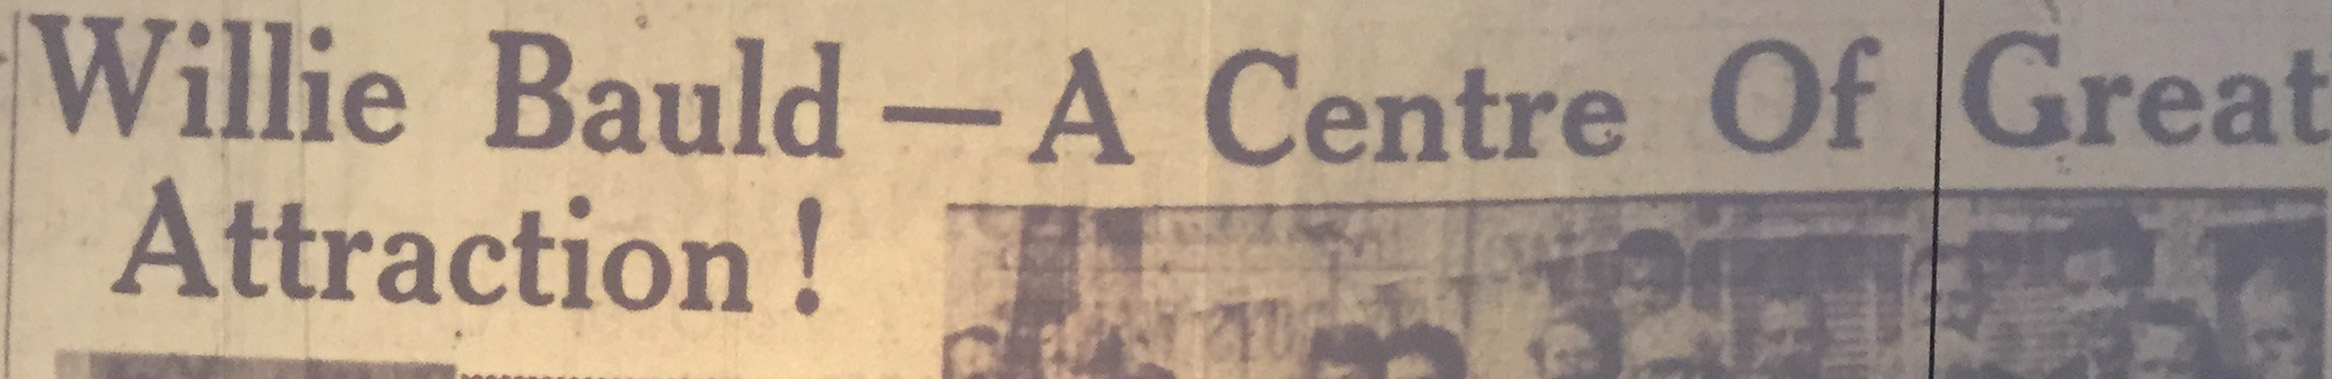 Willie Bauld — A Centre Of Great
Attraction!